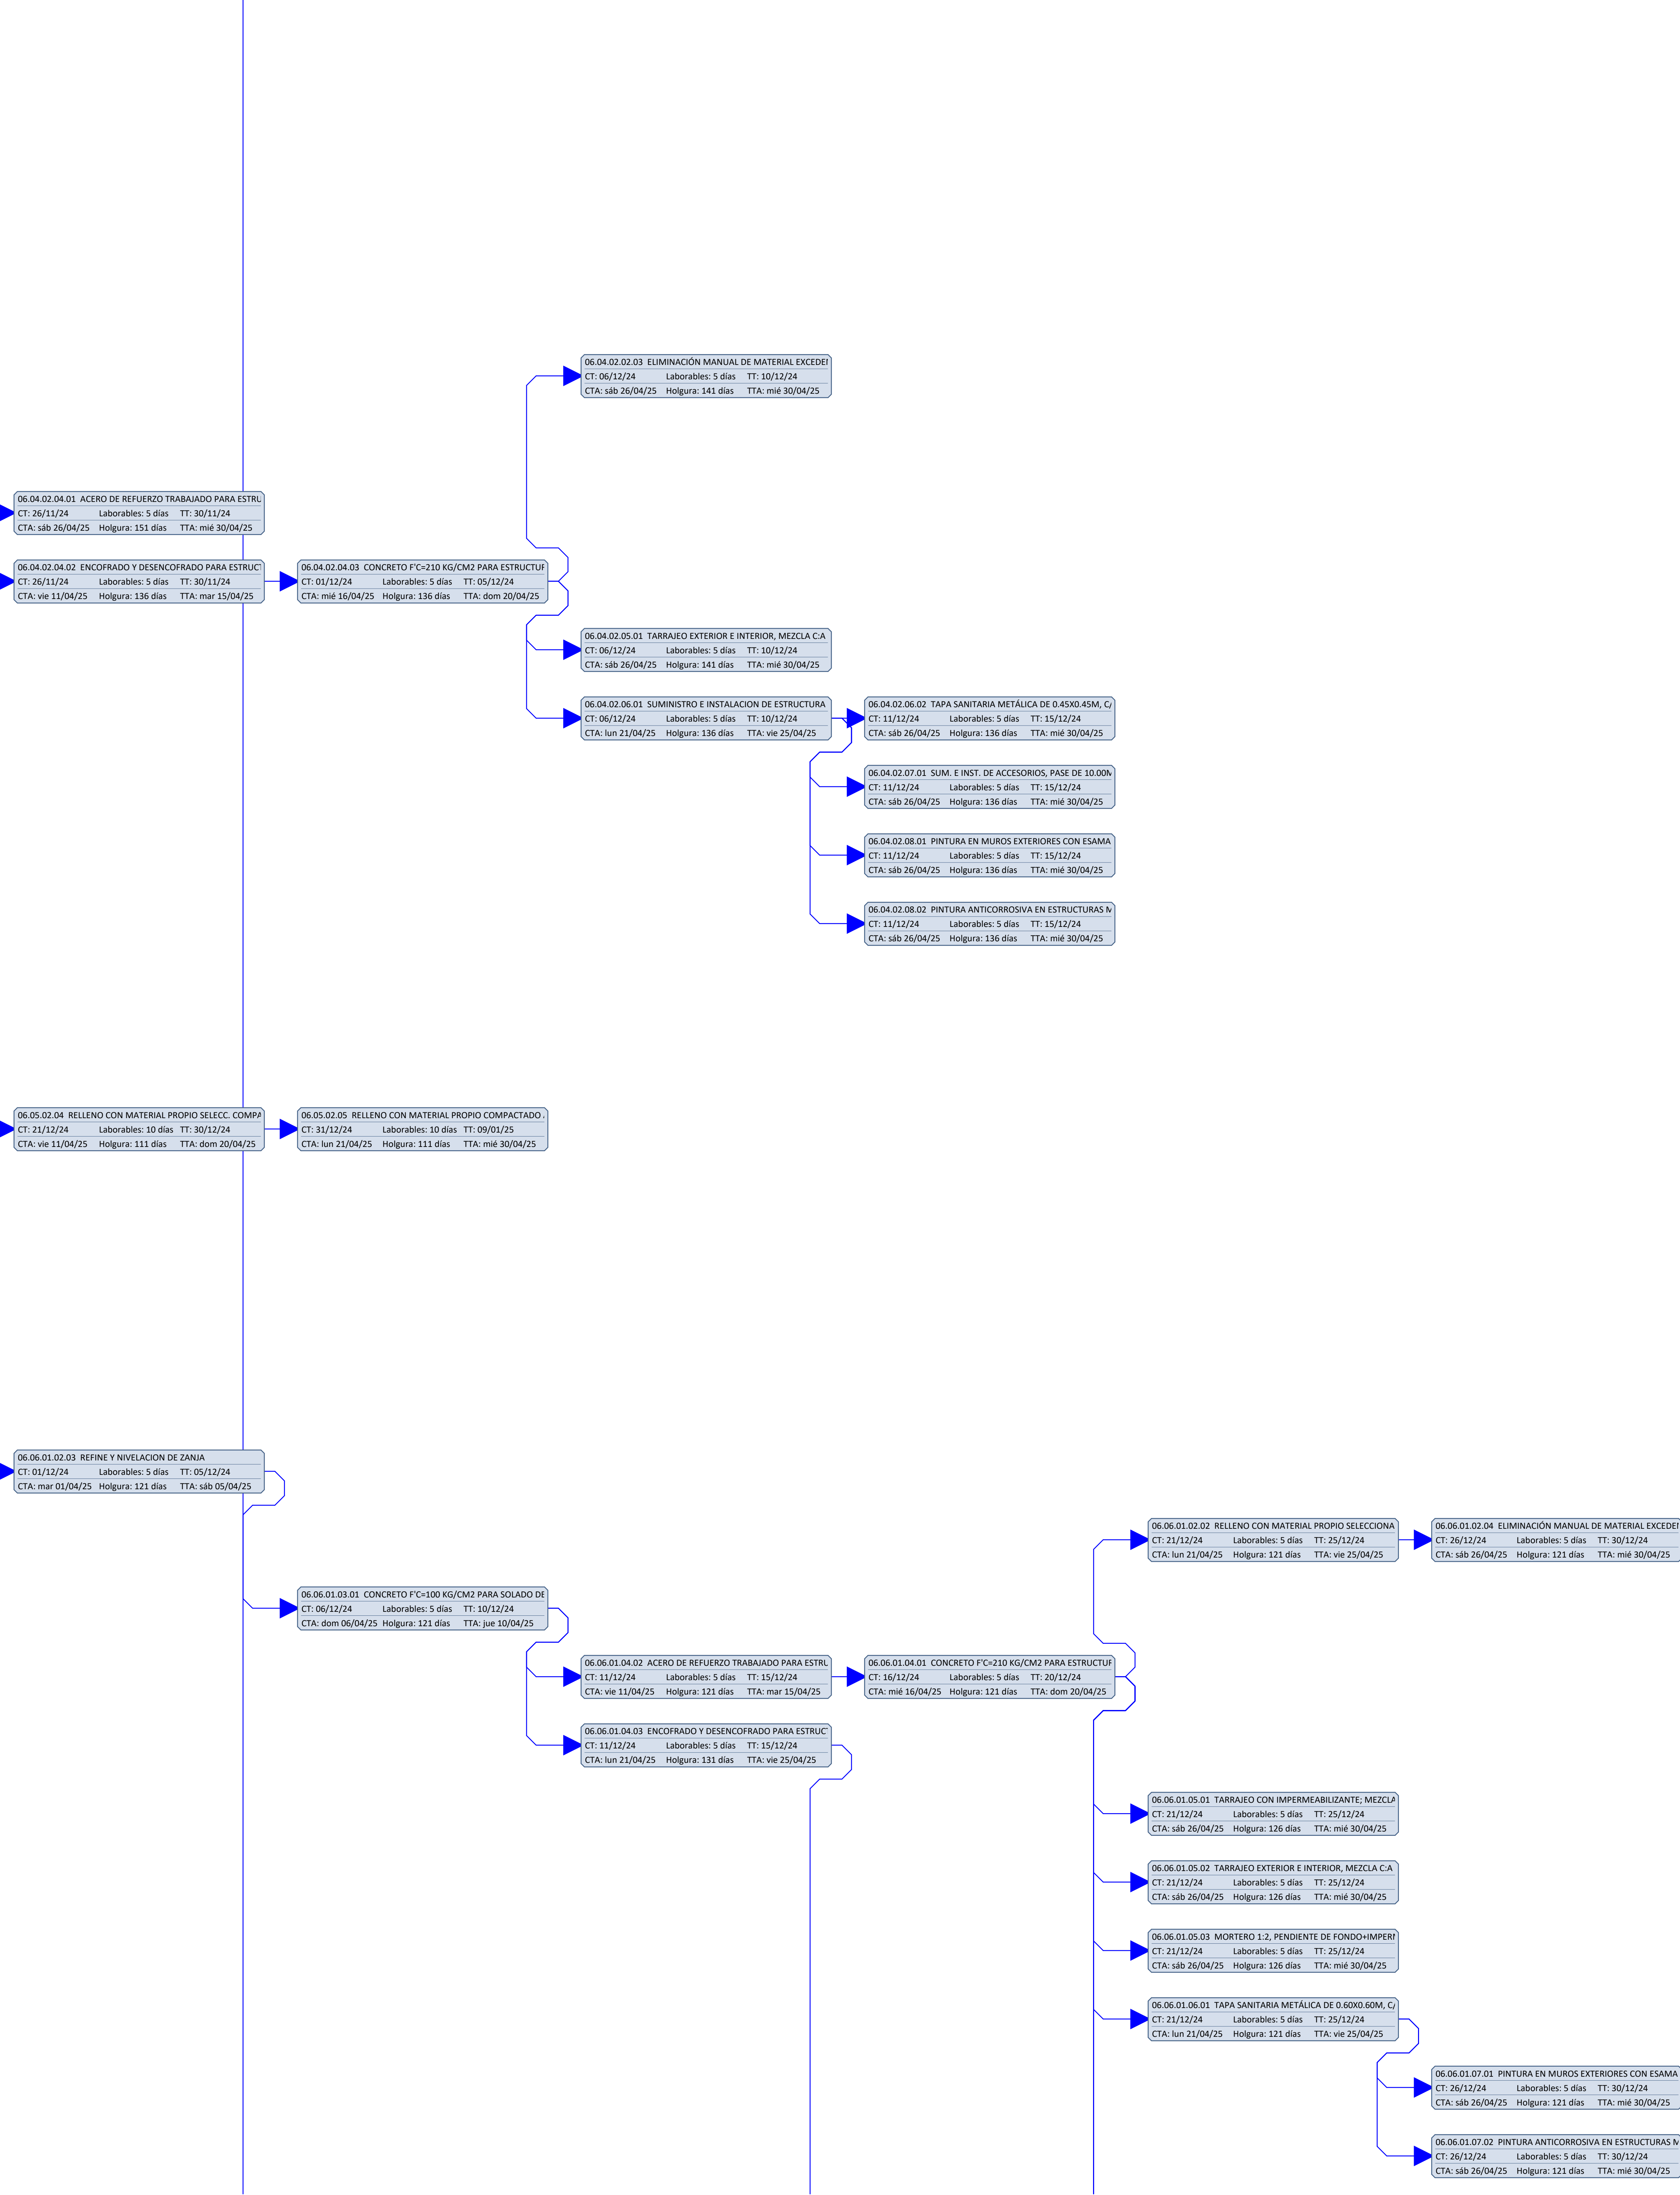 06.04.02.02.03 ELIMINACIÓN MANUAL DE MATERIAL
CT: 06/12/24 Laborables: 5 días TT: 10/12/24
CTA: sáb 26/04/25 Holgura: 141 días TTA: mié 30/04/25
06.04.02.04.01 ACERO DE REFUERZO TRABAJADO PARA
CT: 26/11/24 Laborables: 5 días TT: 30/11/24
CTA: sáb 26/04/25 Holgura: 151 días TTA: mié 30/04/25
06.04.02.04.02 ENCOFRADO Y DESENCOFRADO PARA
CT: 26/11/24 Laborables: 5 días TT: 30/11/24
CTA: vie 11/04/25 Holgura: 136 días TTA: mar 15/04/25
06.04.02.04.03 CONCRETO F'C=210 KG/CM2 PARA
CT: 01/12/24 Laborables: 5 días TT: 05/12/24
CTA: mié 16/04/25 Holgura: 136 días TTA: dom 20/04/25
06.04.02.05.01 TARRAJEO EXTERIOR E INTERIOR, MEZCLA C:A
CT: 06/12/24 Laborables: 5 días TT: 10/12/24
CTA: sáb 26/04/25 Holgura: 141 días TTA: mié 30/04/25
06.04.02.06.01 SUMINISTRO E INSTALACION DE ESTRUCTURA
CT: 06/12/24 Laborables: 5 días TT: 10/12/24
CTA: lun 21/04/25 Holgura: 136 días TTA: vie 25/04/25
06.04.02.06.02 TAPA SANITARIA METÁLICA DE 0.45X0.45M,
CT: 11/12/24 Laborables: 5 días TT: 15/12/24
CTA: sáb 26/04/25 Holgura: 136 días TTA: mié 30/04/25
06.04.02.07.01 SUM. E INST. DE ACCESORIOS, PASE DE 10.00M
CT: 11/12/24 Laborables: 5 días TT: 15/12/24
CTA: sáb 26/04/25 Holgura: 136 días TTA: mié 30/04/25
06.04.02.08.01 PINTURA EN MUROS EXTERIORES CON ESAMA
CT: 11/12/24 Laborables: 5 días TT: 15/12/24
CTA: sáb 26/04/25 Holgura: 136 días TTA: mié 30/04/25
06.04.02.08.02 PINTURA ANTICORROSIVA EN ESTRUCTURAS
CT: 11/12/24 Laborables: 5 días TT: 15/12/24
CTA: sáb 26/04/25 Holgura: 136 días TTA: mié 30/04/25
06.05.02.04 RELLENO CON MATERIAL PROPIO SELECC.
CT: 21/12/24 Laborables: 10 días TT: 30/12/24
CTA: vie 11/04/25 Holgura: 111 días TTA: dom 20/04/25
06.05.02.05 RELLENO CON MATERIAL PROPIO COMPACTADO
CT: 31/12/24 Laborables: 10 días TT: 09/01/25
CTA: lun 21/04/25 Holgura: 111 días TTA: mié 30/04/25
06.06.01.02.03 REFINE Y NIVELACION DE ZANJA
CT: 01/12/24 Laborables: 5 días TT: 05/12/24
CTA: mar 01/04/25 Holgura: 121 días TTA: sáb 05/04/25
06.06.01.02.02 RELLENO CON MATERIAL PROPIO SELECCIONA
CT: 21/12/24 Laborables: 5 días TT: 25/12/24
CTA: lun 21/04/25 Holgura: 121 días TTA: vie 25/04/25
06.06.01.02.04 ELIMINACIÓN MANUAL DE MATERIAL
CT: 26/12/24 Laborables: 5 días TT: 30/12/24
CTA: sáb 26/04/25 Holgura: 121 días TTA: mié 30/04/25
06.06.01.03.01 CONCRETO F'C=100 KG/CM2 PARA SOLADO DE
CT: 06/12/24 Laborables: 5 días TT: 10/12/24
CTA: dom 06/04/25 Holgura: 121 días TTA: jue 10/04/25
06.06.01.04.02 ACERO DE REFUERZO TRABAJADO PARA
CT: 11/12/24 Laborables: 5 días TT: 15/12/24
CTA: vie 11/04/25 Holgura: 121 días TTA: mar 15/04/25
06.06.01.04.01 CONCRETO F'C=210 KG/CM2 PARA
CT: 16/12/24 Laborables: 5 días TT: 20/12/24
CTA: mié 16/04/25 Holgura: 121 días TTA: dom 20/04/25
06.06.01.04.03 ENCOFRADO Y DESENCOFRADO PARA
CT: 11/12/24 Laborables: 5 días TT: 15/12/24
CTA: lun 21/04/25 Holgura: 131 días TTA: vie 25/04/25
06.06.01.05.01 TARRAJEO CON IMPERMEABILIZANTE; MEZCLA
CT: 21/12/24 Laborables: 5 días TT: 25/12/24
CTA: sáb 26/04/25 Holgura: 126 días TTA: mié 30/04/25
06.06.01.05.02 TARRAJEO EXTERIOR E INTERIOR, MEZCLA C:A
CT: 21/12/24 Laborables: 5 días TT: 25/12/24
CTA: sáb 26/04/25 Holgura: 126 días TTA: mié 30/04/25
06.06.01.05.03 MORTERO 1:2, PENDIENTE DE
CT: 21/12/24 Laborables: 5 días TT: 25/12/24
CTA: sáb 26/04/25 Holgura: 126 días TTA: mié 30/04/25
06.06.01.06.01 TAPA SANITARIA METÁLICA DE 0.60X0.60M,
CT: 21/12/24 Laborables: 5 días TT: 25/12/24
CTA: lun 21/04/25 Holgura: 121 días TTA: vie 25/04/25
06.06.01.07.01 PINTURA EN MUROS EXTERIORES CON ESAMA
CT: 26/12/24 Laborables: 5 días TT: 30/12/24
CTA: sáb 26/04/25 Holgura: 121 días TTA: mié 30/04/25
06.06.01.07.02 PINTURA ANTICORROSIVA EN ESTRUCTURAS
CT: 26/12/24 Laborables: 5 días TT: 30/12/24
CTA: sáb 26/04/25 Holgura: 121 días TTA: mié 30/04/25